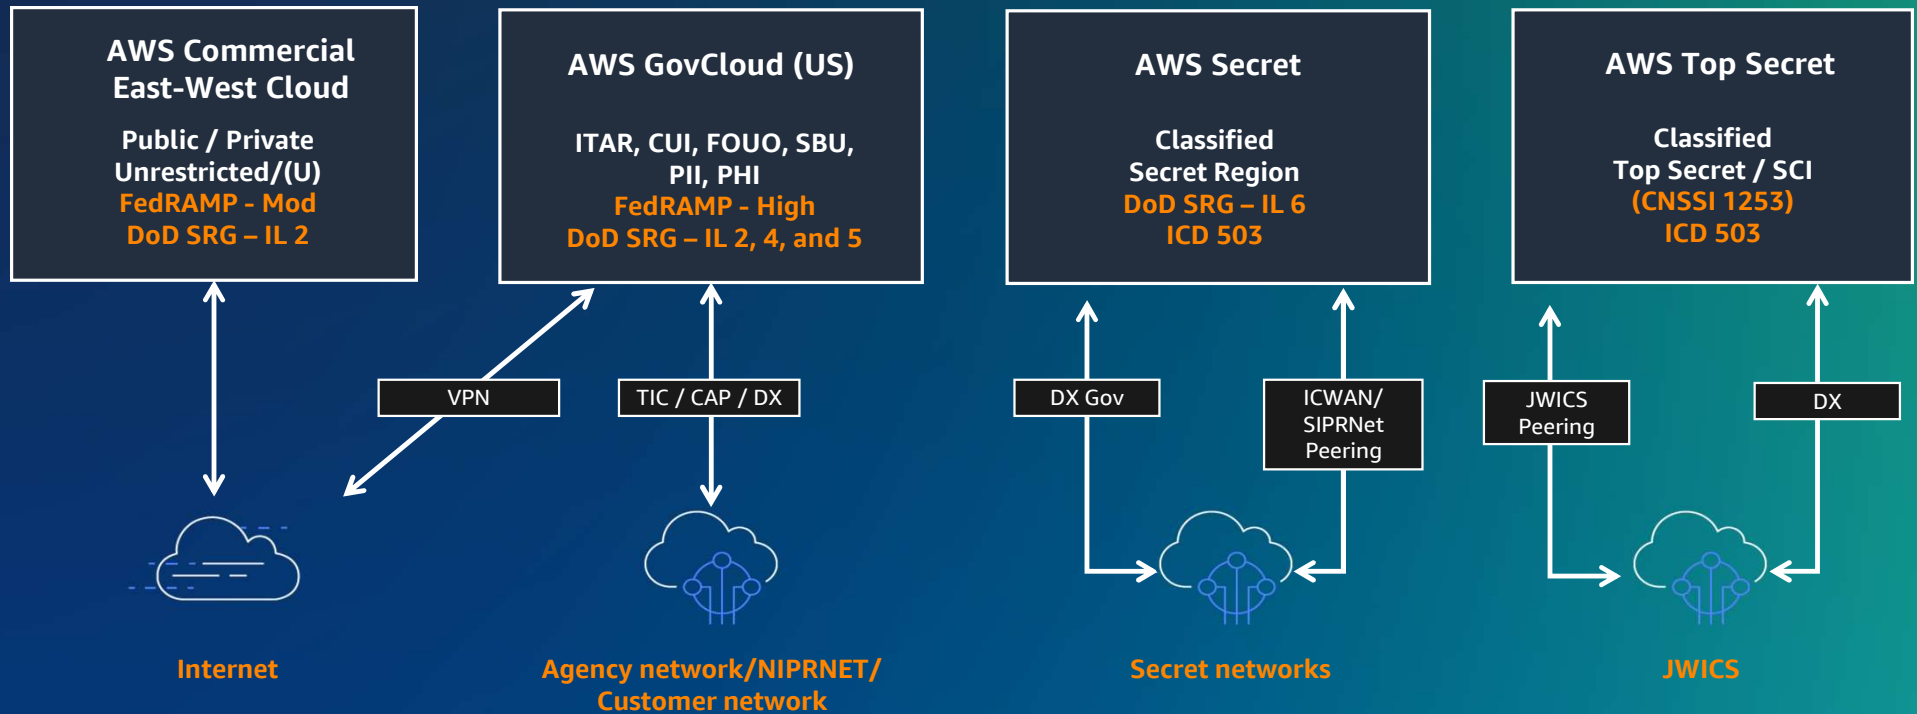 AWS Commercial
East-West Cloud
Public / Private
Unrestricted/(U)
FedRAMP - Mod
DoD SRG – IL 2
AWS GovCloud (US)
ITAR, CUI, FOUO, SBU,
PII, PHI
FedRAMP - High
DoD SRG – IL 2, 4, and 5
AWS Secret
Classified
Secret Region
DoD SRG – IL 6
ICD 503
AWS Top Secret
Classified
Top Secret / SCI
(CNSSI 1253)
ICD 503
VPN
TIC / CAP / DX
DX Gov
ICWAN/
SIPRNet
Peering
JWICS
Peering
DX
Internet
Agency network/NIPRNET/
Customer network
Secret networks
JWICS